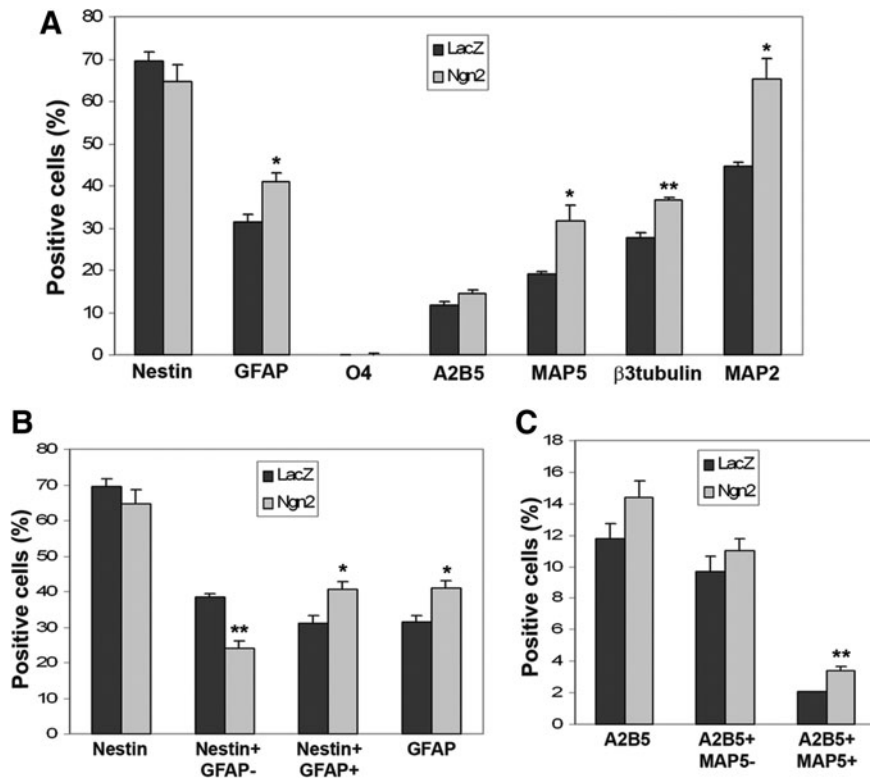 A
80
70
60
50
40
30
20
10
0
Positive cells (%)
LacZ
Ngn2
*
*
**
*
Nestin GFAP O4 A2B5 MAP5 β3tubulin MAP2
B
80
70
60
50
40
30
20
10
0
Positive cells (%)
LacZ
Ngn2
**
*
*
Nestin Nestin+ Nestin+ GFAP
GFAP- GFAP+
C
18
16
14
12
10
8
6
4
2
0
Positive cells (%)
LacZ
Ngn2
**
A2B5 A2B5+ A2B5+
MAP5- MAP5+